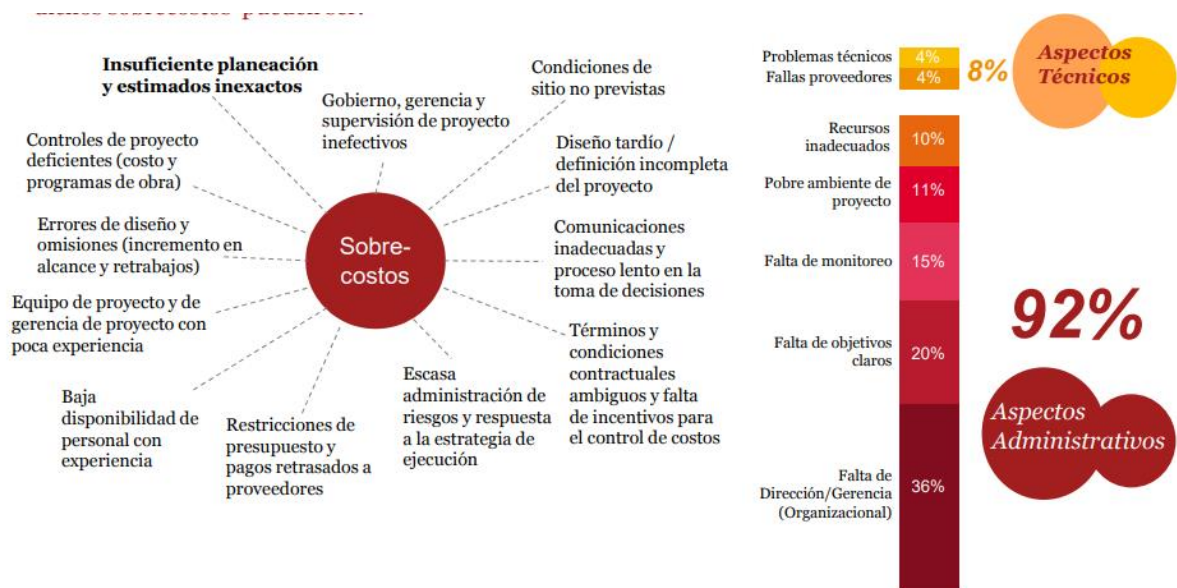 Insuficiente planeación
y estimados inexactos
Gobierno, gerencia y
supervisión de proyecto
inefectivos
Condiciones de
sitio no previstas
Controles de proyecto
deficientes (costo y
programas de obra)
Diseño tardío /
definición incompleta
del proyecto
Errores de diseño y
omisiones (incremento en
alcance y retrabajos)
Sobre-
costos
Comunicaciones
inadecuadas y
proceso lento en la
toma de decisiones
Equipo de proyecto y de
gerencia de proyecto con
poca experiencia
Términos y
condiciones
contractuales
ambiguos y falta
de incentivos para
el control de costos
Baja
disponibilidad de
personal con
experiencia
Restricciones de
presupuesto y
pagos retrasados a
proveedores
Escasa
administración de
riesgos y respuesta
a la estrategia de
ejecución
Problemas técnicos 4%
Fallas proveedores 4%
8%
Aspectos
Técnicos
Recursos
inadecuados
10%
Pobre ambiente de
proyecto
11%
Falta de monitoreo 15%
Falta de objetivos
claros
20%
Falta de
Dirección/Gerencia
(Organizacional)
36%
92%
Aspectos
Administrativos